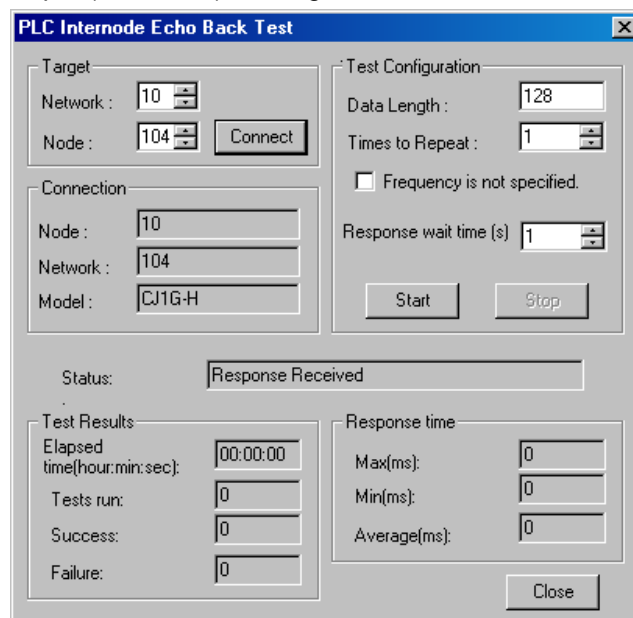 PLC Internode Echo Back Test
Target
Network : 10
Node : 104 Connect
Connection
Node : 10
Network : 104
Model : CJ1G-H
Test Configuration
Data Length : 128
Times to Repeat : 1
Frequency is not specified.
Response wait time (s) 1
Start Stop
Status: Response Received
Test Results
Elapsed
time(hour:min:sec): 00:00:00
Tests run: 0
Success: 0
Failure: 0
Response time
Max(ms): 0
Min(ms): 0
Average(ms): 0
Close